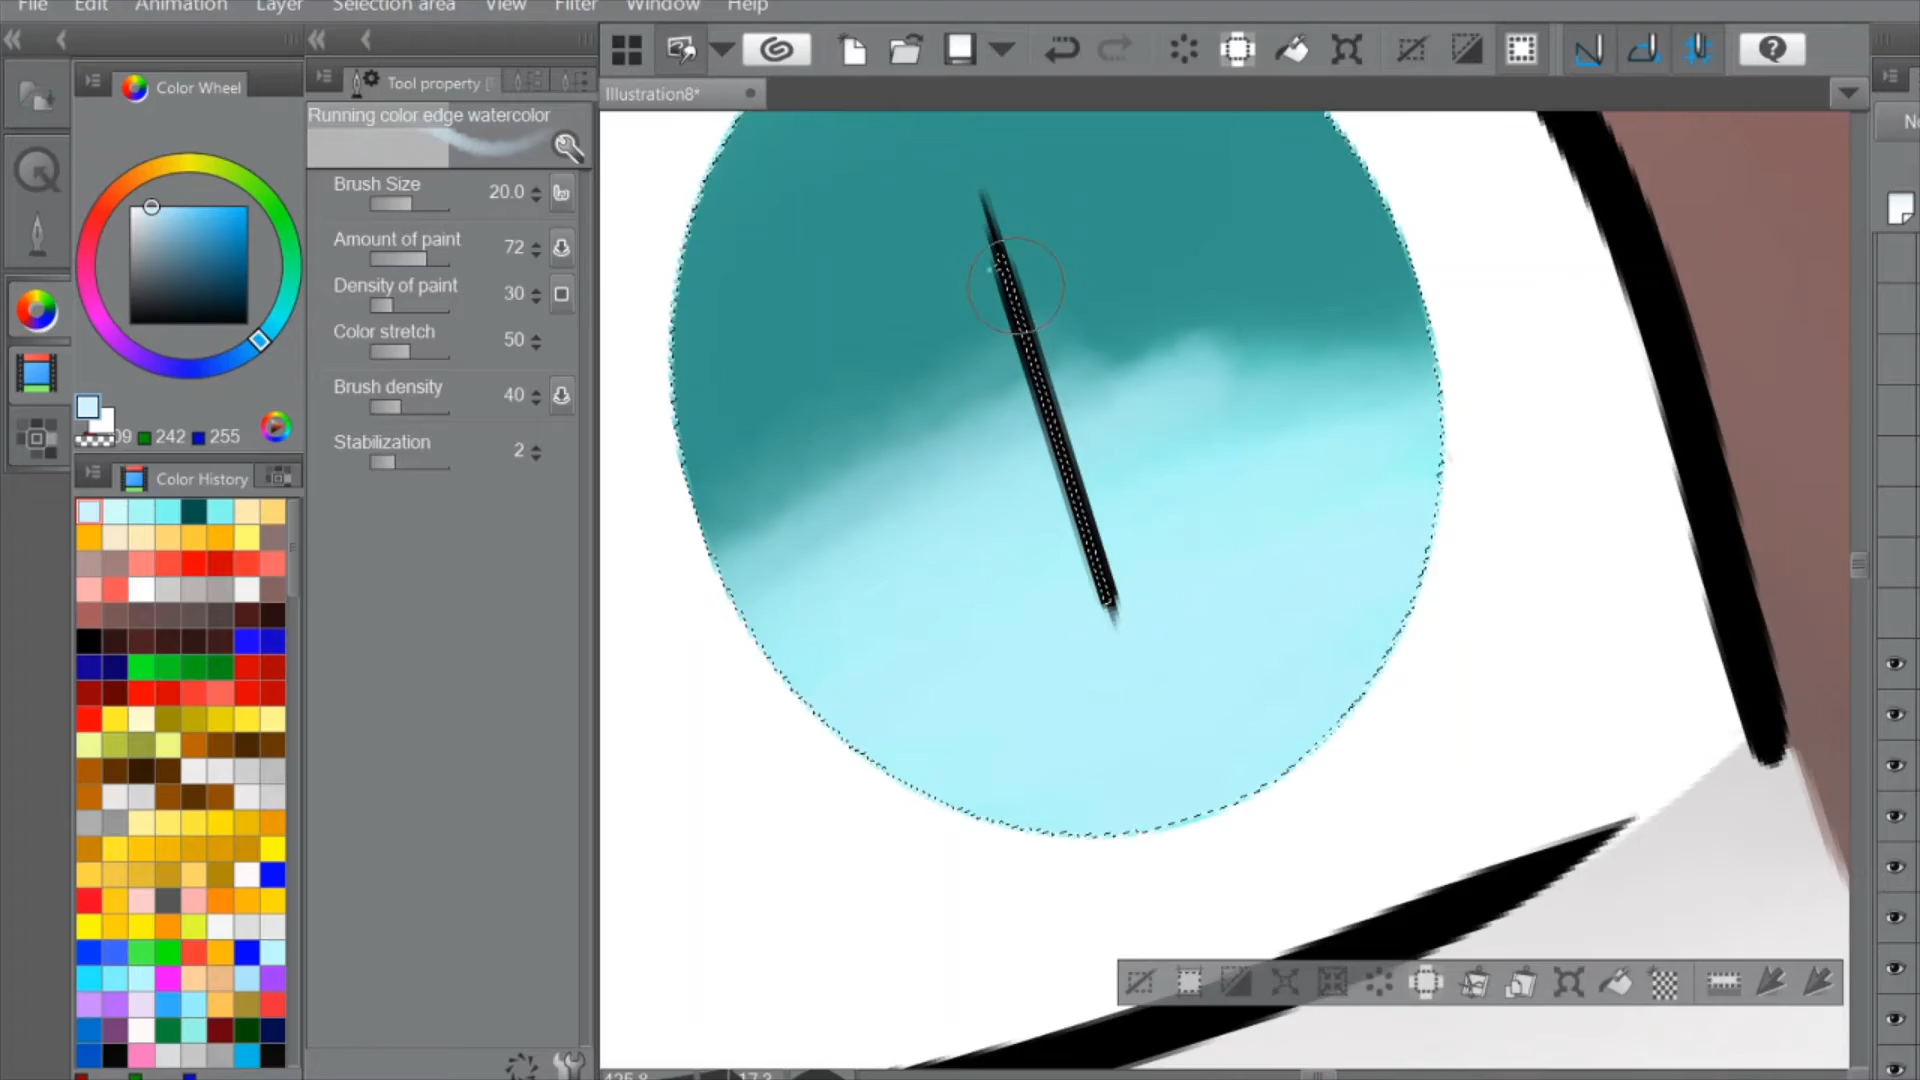 File Edit Animation Layer Selection area View Filter Window Help
Color Wheel
Tool property [
Illustration8*
Running color edge watercolor
Brush Size 20.0
Amount of paint 72
Density of paint 30
Color stretch 50
Brush density 40
Stabilization 2
09 242 255
Color History
No